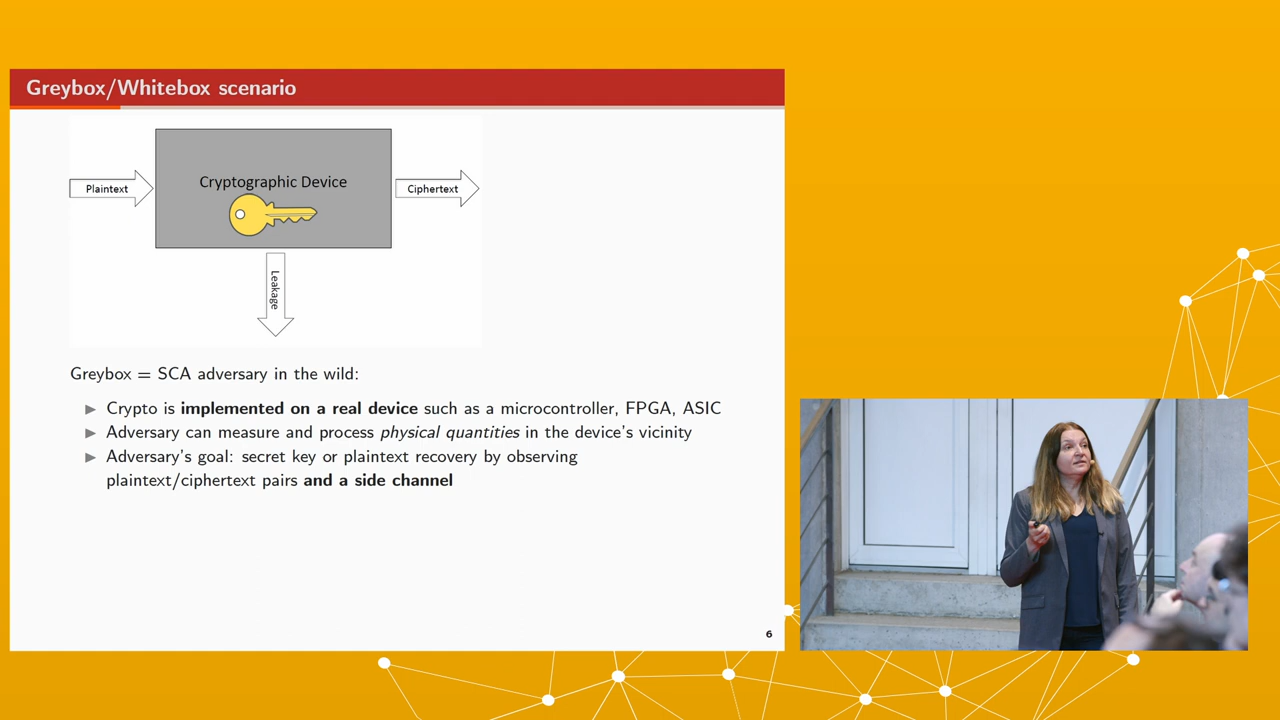 Greybox/Whitebox scenario
Plaintext
Cryptographic Device
Ciphertext
Leakage
Greybox = SCA adversary in the wild:
▶ Crypto is implemented on a real device such as a microcontroller, FPGA, ASIC
▶ Adversary can measure and process physical quantities in the device's vicinity
▶ Adversary's goal: secret key or plaintext recovery by observing
plaintext/ciphertext pairs and a side channel
6